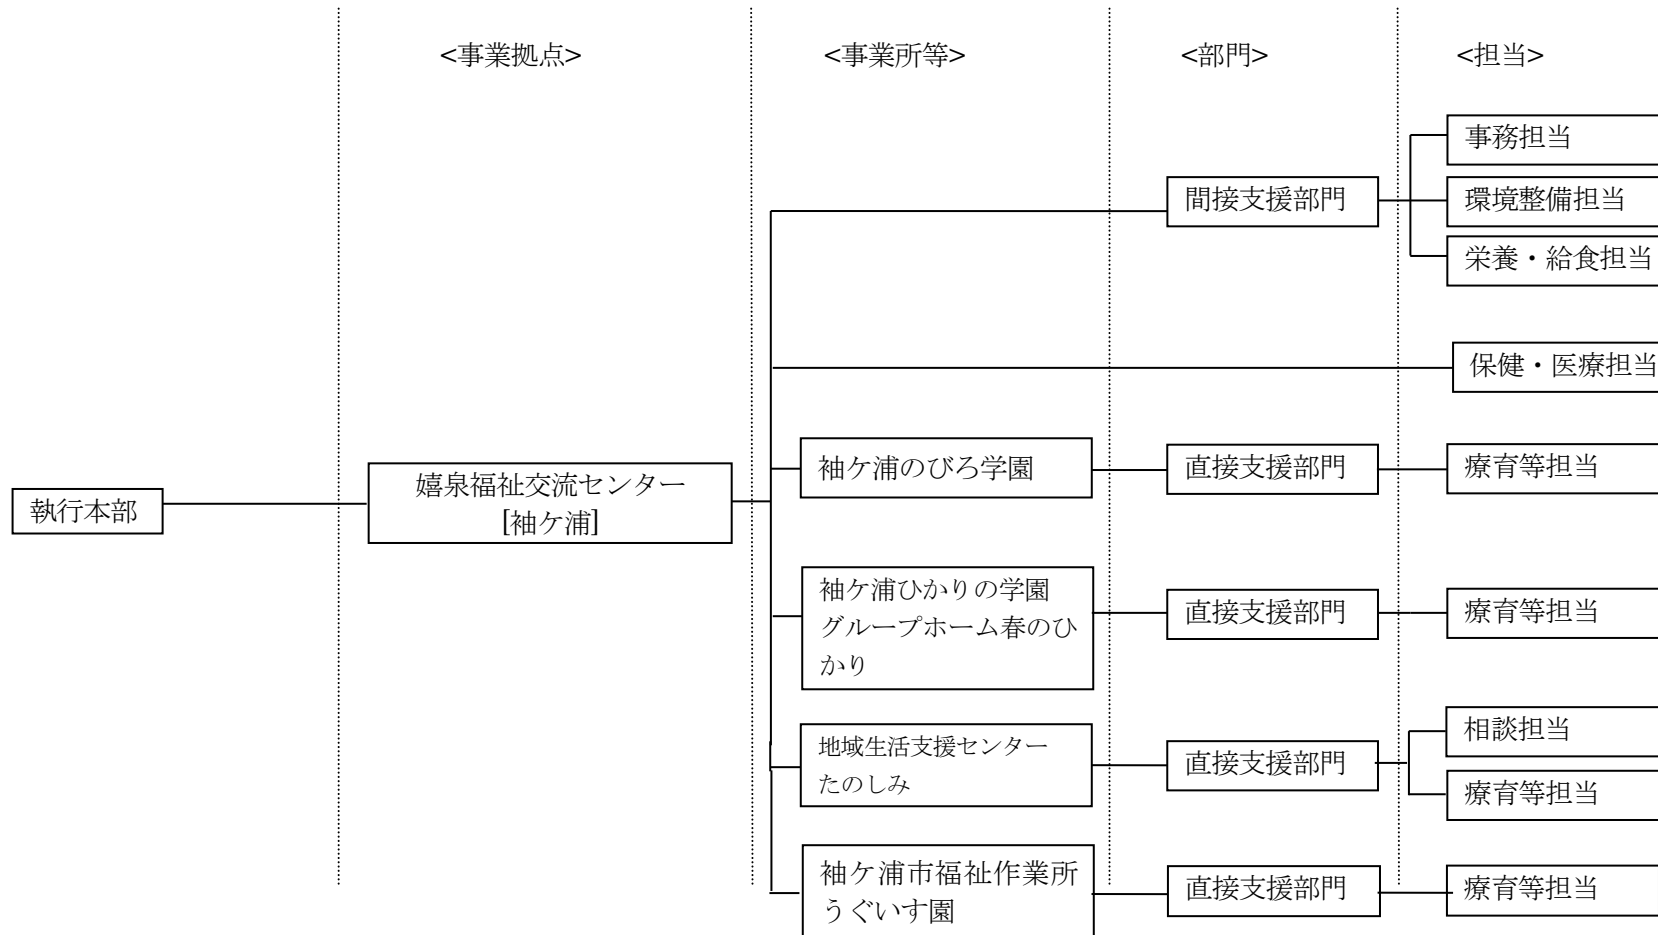 <事業拠点>
<事業所等>
<部門>
<担当>
事務担当
間接支援部門
環境整備担当
栄養・給食担当
保健・医療担当
執行本部
嬉泉福祉交流センター
[袖ケ浦]
袖ケ浦のびろ学園
直接支援部門
療育等担当
袖ケ浦ひかりの学園
グループホーム春のひ
かり
直接支援部門
療育等担当
地域生活支援センター
たのしみ
直接支援部門
相談担当
療育等担当
袖ケ浦市福祉作業所
うぐいす園
直接支援部門
療育等担当